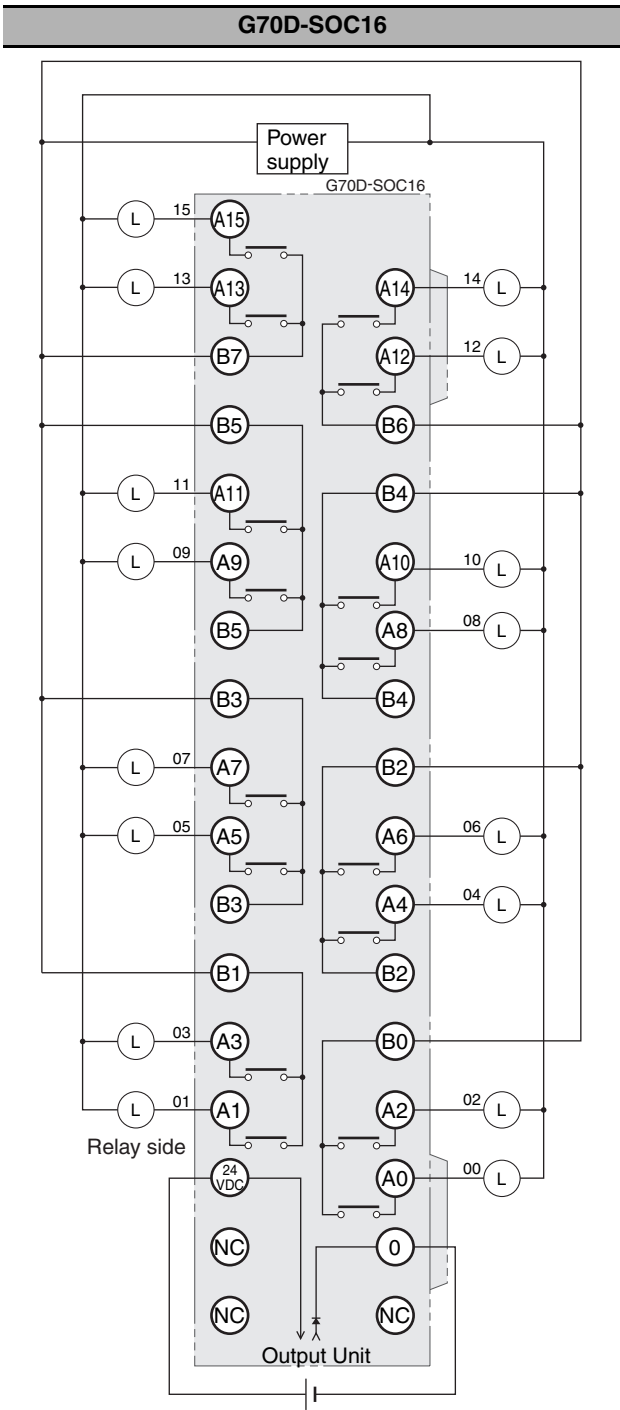 G70D-SOC16
Power
supply
G70D-SOC16
L 15 A15
L 13 A13 A14 14 L
B7 A12 12 L
B5 B6
L 11 A11 B4
L 09 A9 A10 10 L
B5 A8 08 L
B3 B4
L 07 A7 B2
L 05 A5 A6 06 L
B3 A4 04 L
B1 B2
L 03 A3 B0
L 01 A1 A2 02 L
Relay side
24
VDC A0 00 L
NC 0
NC NC
Output Unit